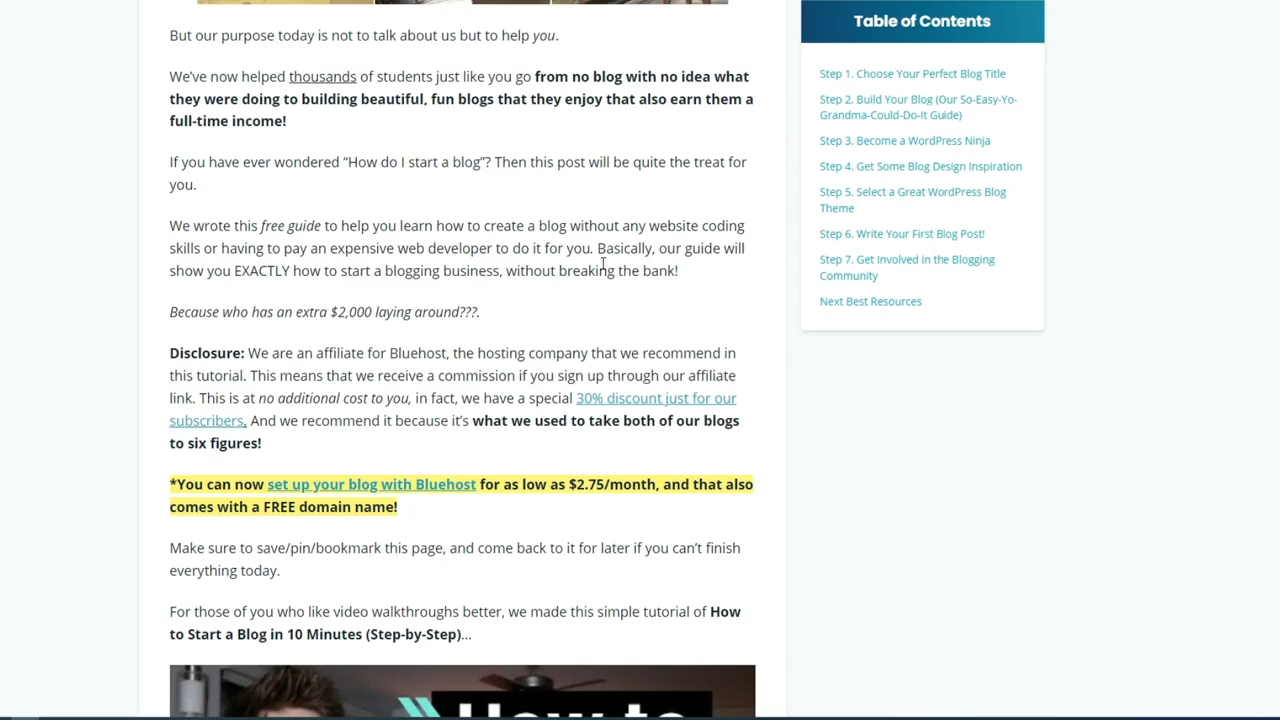 But our purpose today is not to talk about us but to help you.
We've now helped thousands of students just like you go from no blog with no idea what
they were doing to building beautiful, fun blogs that they enjoy that also earn them a
full-time income!
If you have ever wondered “How do I start a blog”? Then this post will be quite the treat for
you.
We wrote this free guide to help you learn how to create a blog without any website coding
skills or having to pay an expensive web developer to do it for you. Basically, our guide will
show you EXACTLY how to start a blogging business, without breaking the bank!
Because who has an extra $2,000 laying around???.
Disclosure: We are an affiliate for Bluehost, the hosting company that we recommend in
this tutorial. This means that we receive a commission if you sign up through our affiliate
link. This is at no additional cost to you, in fact, we have a special 30% discount just for our
subscribers. And we recommend it because it's what we used to take both of our blogs
to six figures!
*You can now set up your blog with Bluehost for as low as $2.75/month, and that also
comes with a FREE domain name!
Make sure to save/pin/bookmark this page, and come back to it for later if you can't finish
everything today.
For those of you who like video walkthroughs better, we made this simple tutorial of How
to Start a Blog in 10 Minutes (Step-by-Step)...
How to
Table of Contents
Step 1. Choose Your Perfect Blog Title
Step 2. Build Your Blog (Our So-Easy-Yo-
Grandma-Could-Do-It Guide)
Step 3. Become a WordPress Ninja
Step 4. Get Some Blog Design Inspiration
Step 5. Select a Great WordPress Blog
Theme
Step 6. Write Your First Blog Post!
Step 7. Get Involved in the Blogging
Community
Next Best Resources